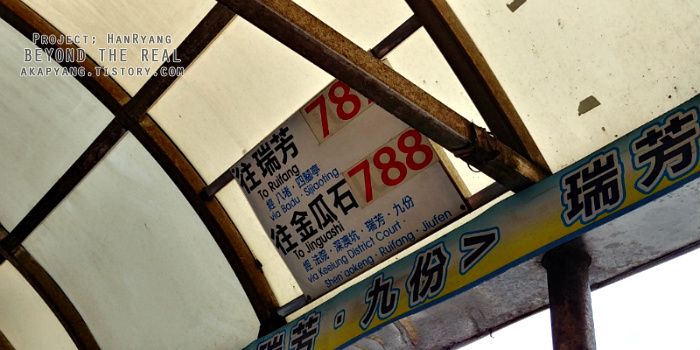 Project; HanRyang
BEYOND THE REAL
akapyang.tistory.com
往瑞芳
To Ruifang
經 八堵·四腳亭
via Badu · Sijiaoting
788
往金瓜石
To Jinguashi
經 法院·深澳坑·瑞芳·九份
via Keelung District Court ·
Shen'aokeng · Ruifang · Jiufen
瑞芳·九份>
瑞芳